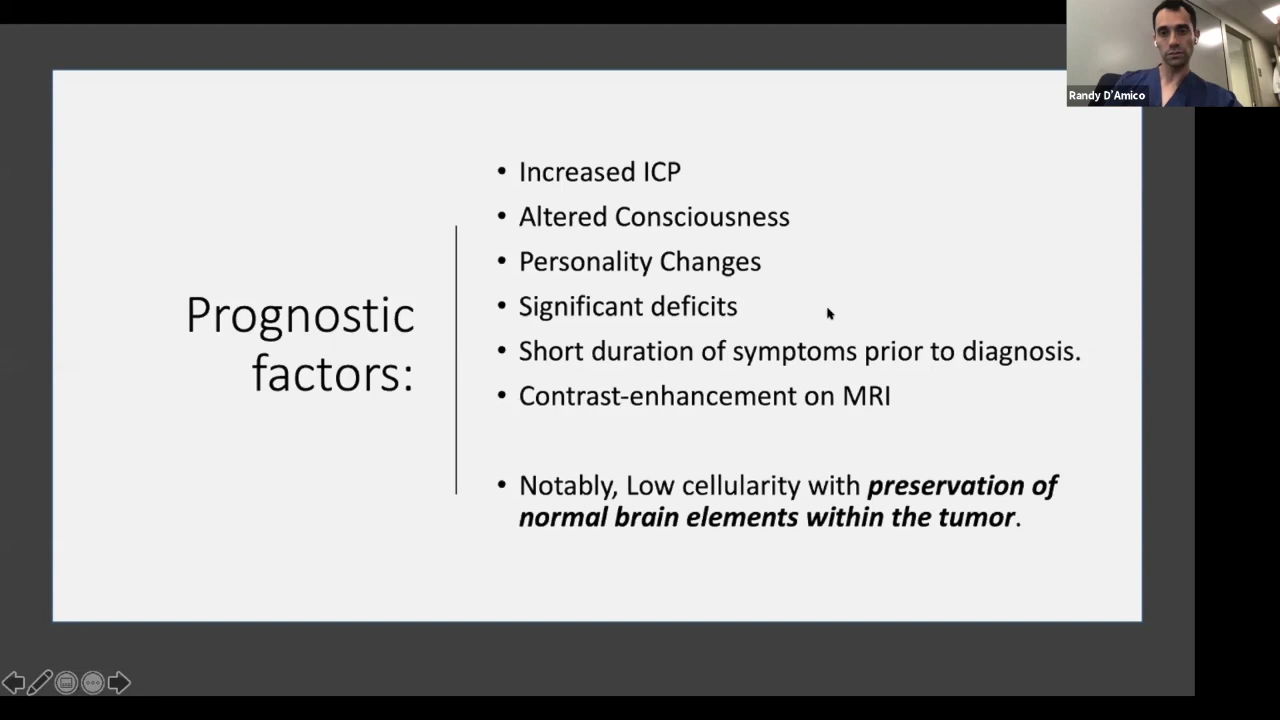 Randy D'Amico
Prognostic
factors:
• Increased ICP
• Altered Consciousness
• Personality Changes
• Significant deficits
• Short duration of symptoms prior to diagnosis.
• Contrast-enhancement on MRI
• Notably, Low cellularity with preservation of
normal brain elements within the tumor.